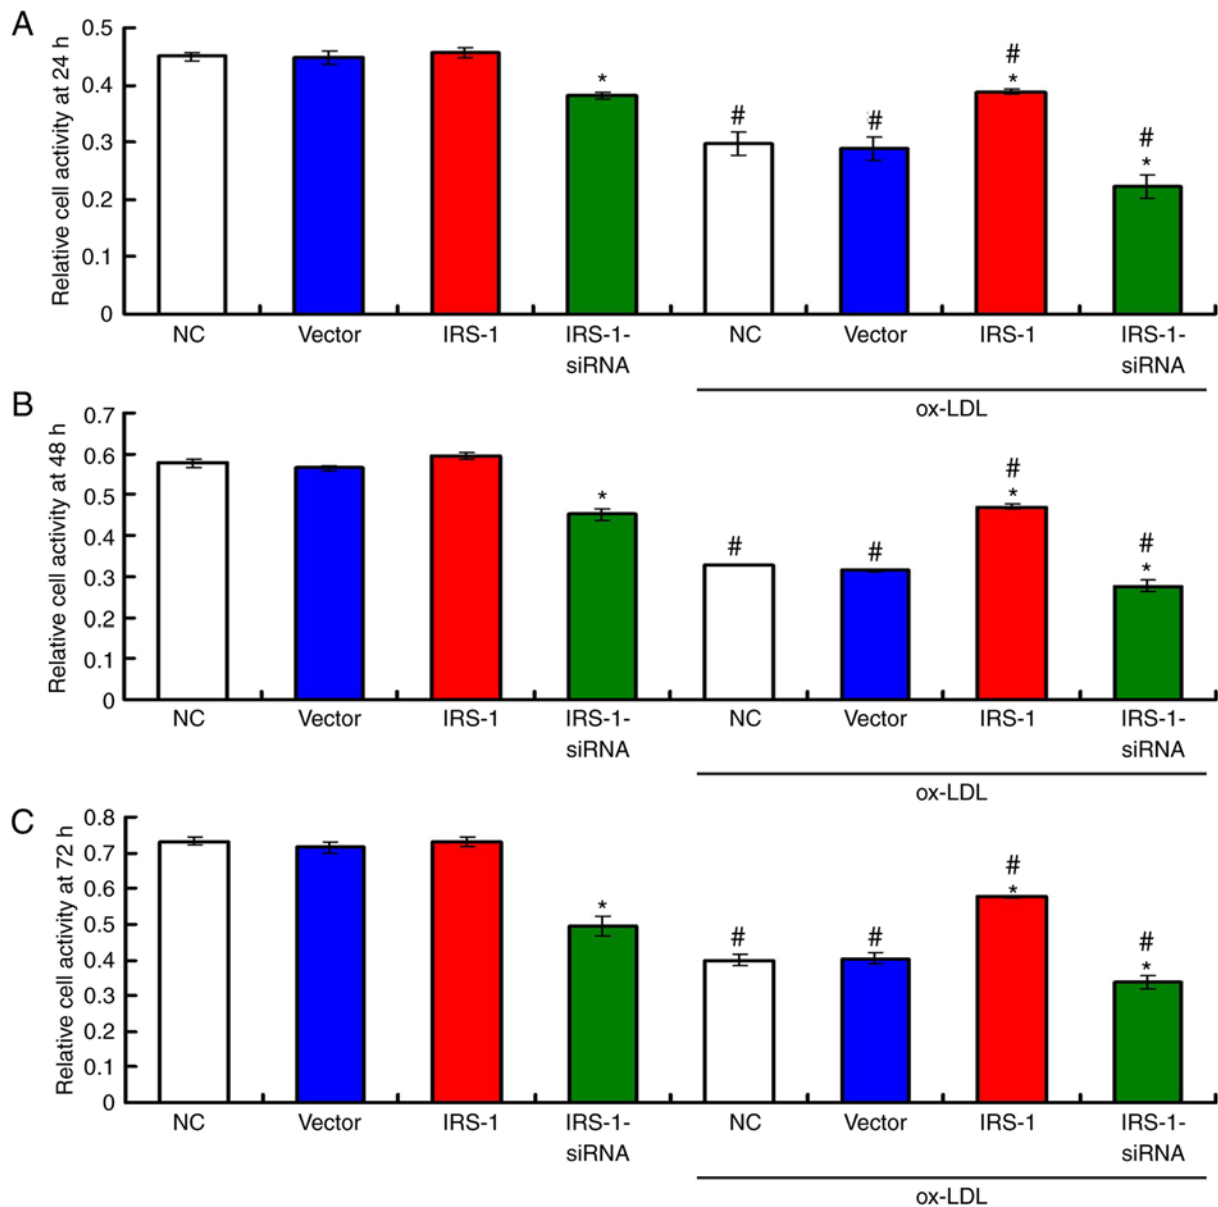 A
Relative cell activity at 24 h
0.5
0.4
0.3
0.2
0.1
0
*
#
#
#
*
#
*
NC Vector IRS-1 IRS-1- NC Vector IRS-1 IRS-1-
siRNA siRNA
ox-LDL
B
Relative cell activity at 48 h
0.7
0.6
0.5
0.4
0.3
0.2
0.1
0
*
#
#
#
*
#
*
NC Vector IRS-1 IRS-1- NC Vector IRS-1 IRS-1-
siRNA siRNA
ox-LDL
C
Relative cell activity at 72 h
0.8
0.7
0.6
0.5
0.4
0.3
0.2
0.1
0
*
#
#
#
*
#
*
NC Vector IRS-1 IRS-1- NC Vector IRS-1 IRS-1-
siRNA siRNA
ox-LDL